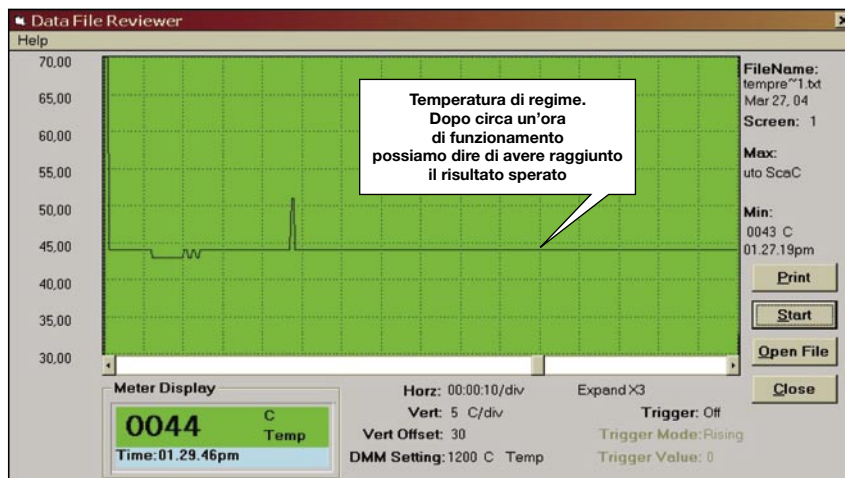 Data File Reviewer
Help
70,00
65,00
60,00
55,00
50,00
45,00
40,00
35,00
30,00
Temperatura di regime.
Dopo circa un'ora
di funzionamento
possiamo dire di avere raggiunto
il risultato sperato
FileName:
tempre~1.txt
Mar 27, 04
Screen: 1
Max:
uto ScaC
Min:
0043 C
01.27.19pm
Print
Start
Open File
Close
Meter Display
0044 C
Temp
Time:01.29.46pm
Horz: 00:00:10/div Expand X3
Vert: 5 C/div Trigger: Off
Vert Offset: 30 Trigger Mode:Rising
DMM Setting:1200 C Temp Trigger Value: 0